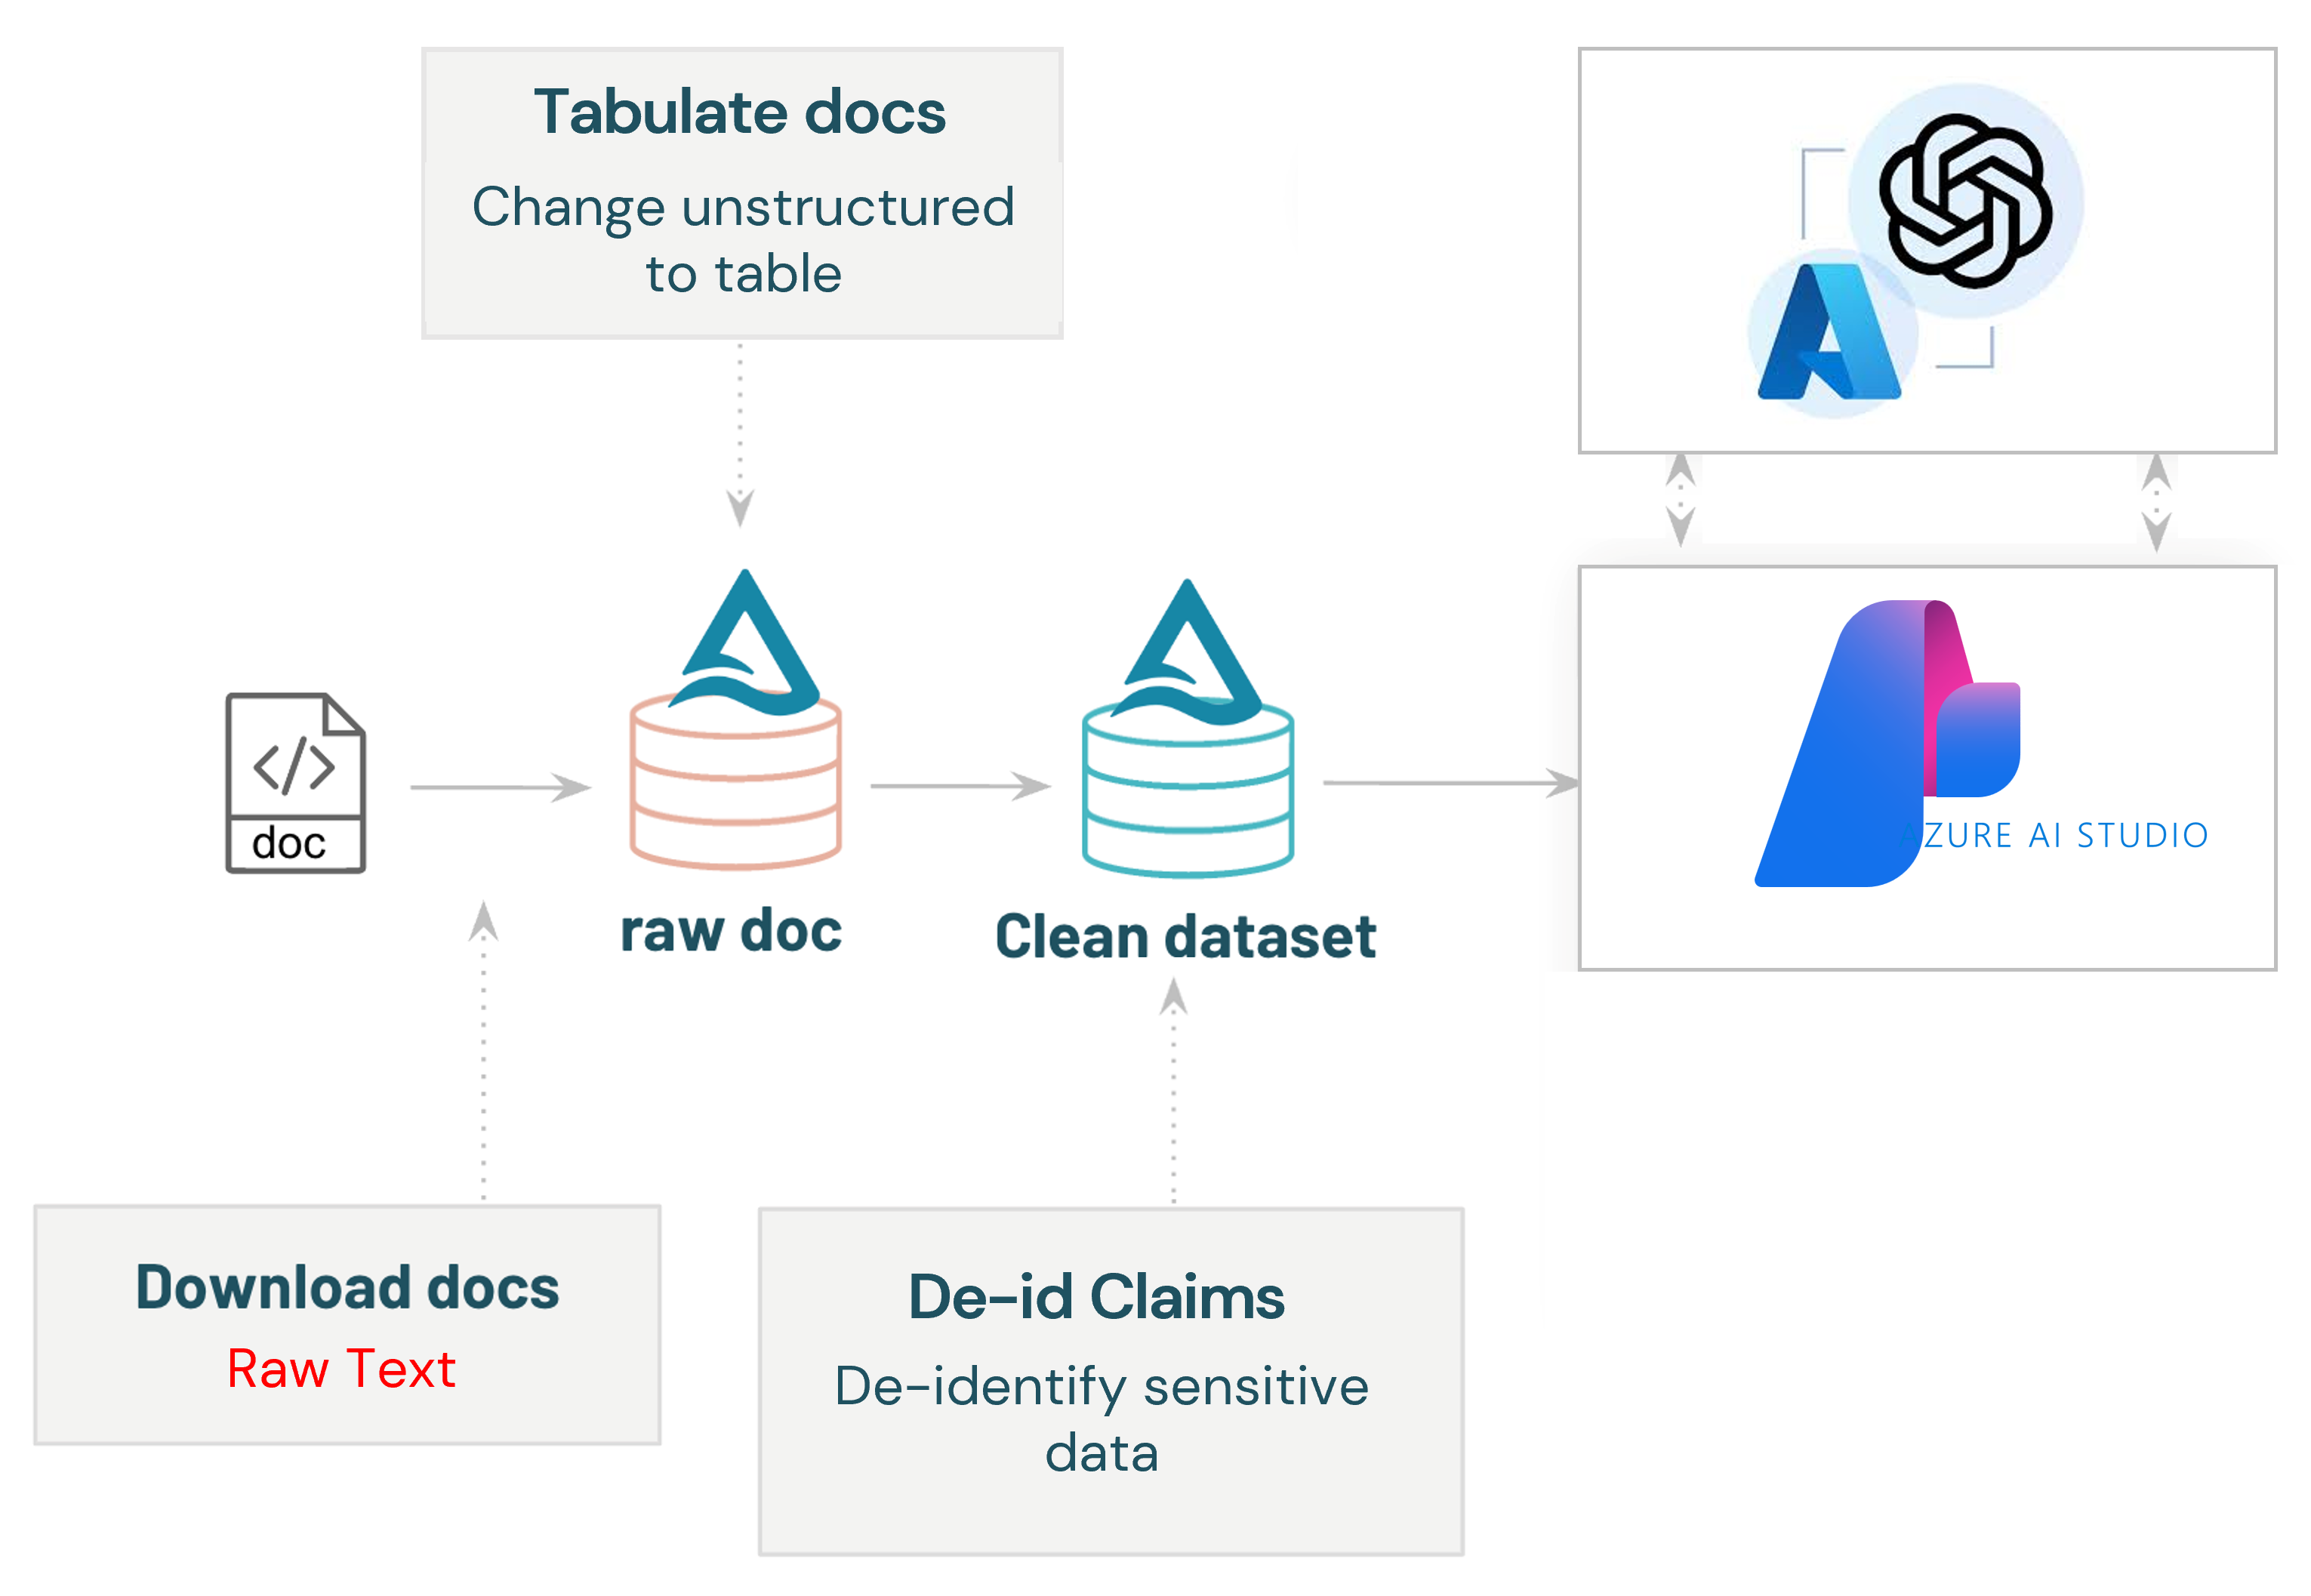 Tabulate docs
Change unstructured
to table
doc
raw doc
Clean dataset
AZURE AI STUDIO
Download docs
Raw Text
De-id Claims
De-identify sensitive
data